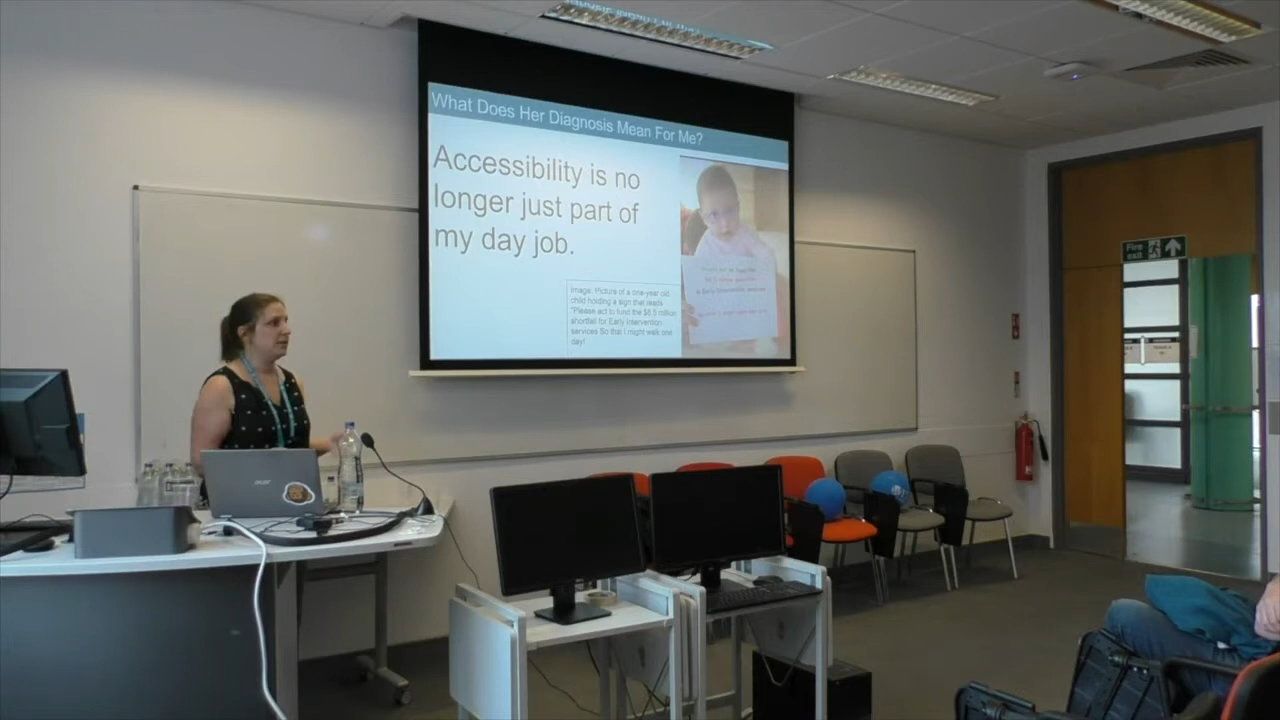 What Does Her Diagnosis Mean For Me?
Accessibility is no
longer just part of
my day job.
Image: Picture of a one-year old
child holding a sign that reads
"Please act to fund the $8.5 million
shortfall for Early Intervention
services So that I might walk one
day!
Fire
exit
acer